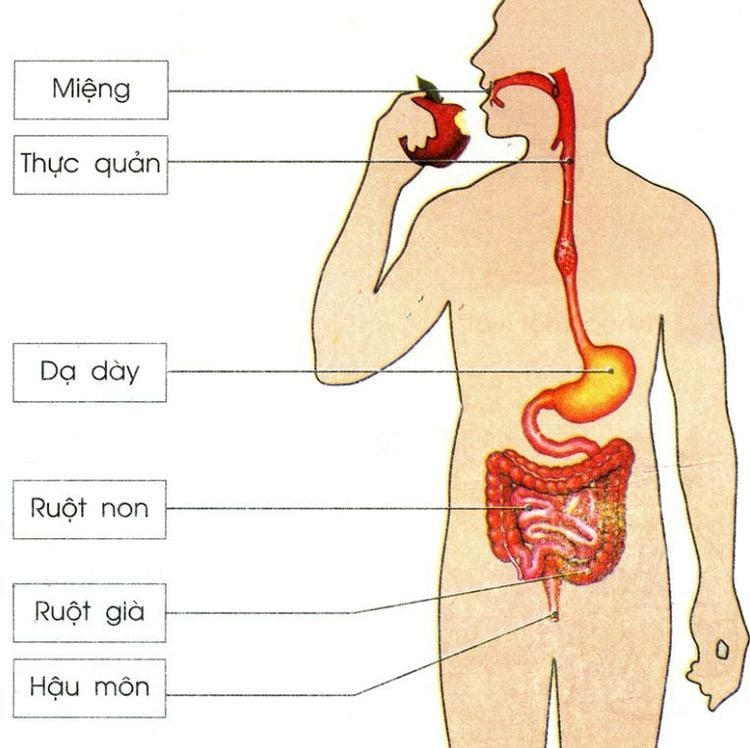 Miệng
Thực quản
Dạ dày
Ruột non
Ruột già
Hậu môn